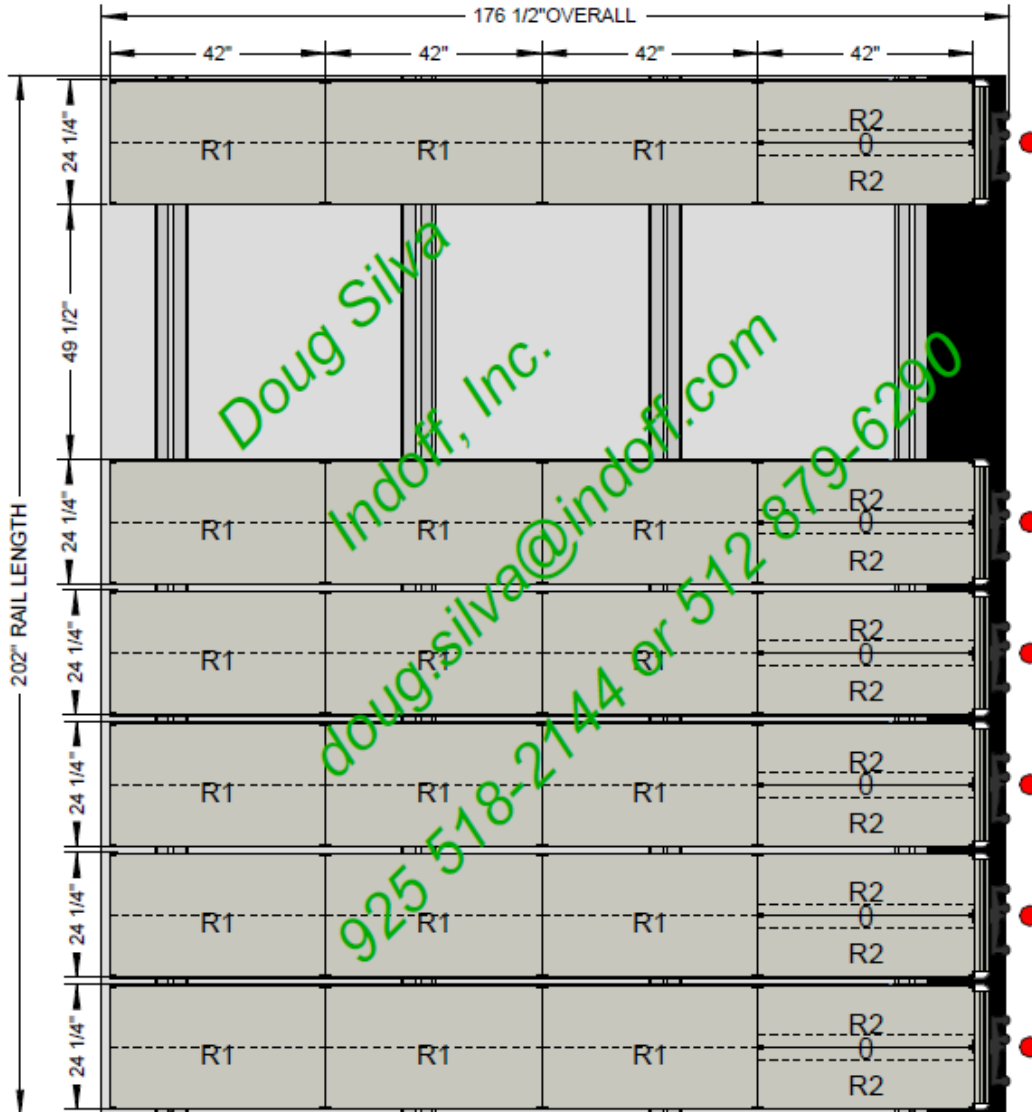 176 1/2"OVERALL
42" 42" 42" 42"
24 1/4"
R1 R1 R1 R2
0
R2
49 1/2"
202" RAIL LENGTH
24 1/4"
R1 R1 R1 R2
0
R2
24 1/4"
R1 R1 R1 R2
0
R2
24 1/4"
R1 R1 R1 R2
0
R2
24 1/4"
R1 R1 R1 R2
0
R2
24 1/4"
R1 R1 R1 R2
0
R2
Doug Silva
Indoff, Inc.
doug.silva@indoff.com
925 518-2144 or 512 879-6290